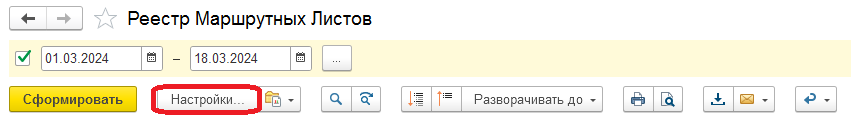 Реестр Маршрутных Листов
01.03.2024 – 18.03.2024 ...
Сформировать Настройки... Разворачивать до